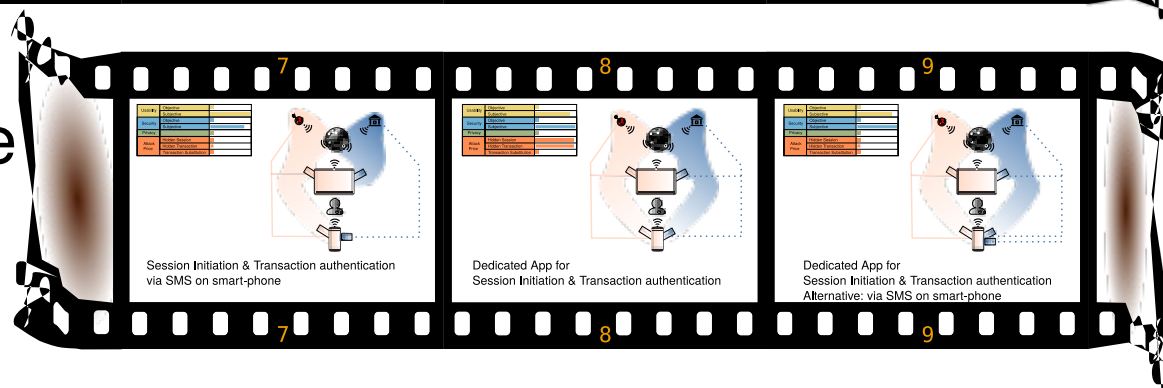 e
7
8
9
Usability
Objective
Subjective
Security
Objective
Subjective
Privacy
Attack
Price
Hidden Session
Hidden Transaction
Transaction Substitution
Usability
Objective
Subjective
Security
Objective
Subjective
Privacy
Attack
Price
Hidden Session
Hidden Transaction
Transaction Substitution
Usability
Objective
Subjective
Security
Objective
Subjective
Privacy
Attack
Price
Hidden Session
Hidden Transaction
Transaction Substitution
Session Initiation & Transaction authentication
via SMS on smart-phone
Dedicated App for
Session Initiation & Transaction authentication
Dedicated App for
Session Initiation & Transaction authentication
Alternative: via SMS on smart-phone
7
8
9